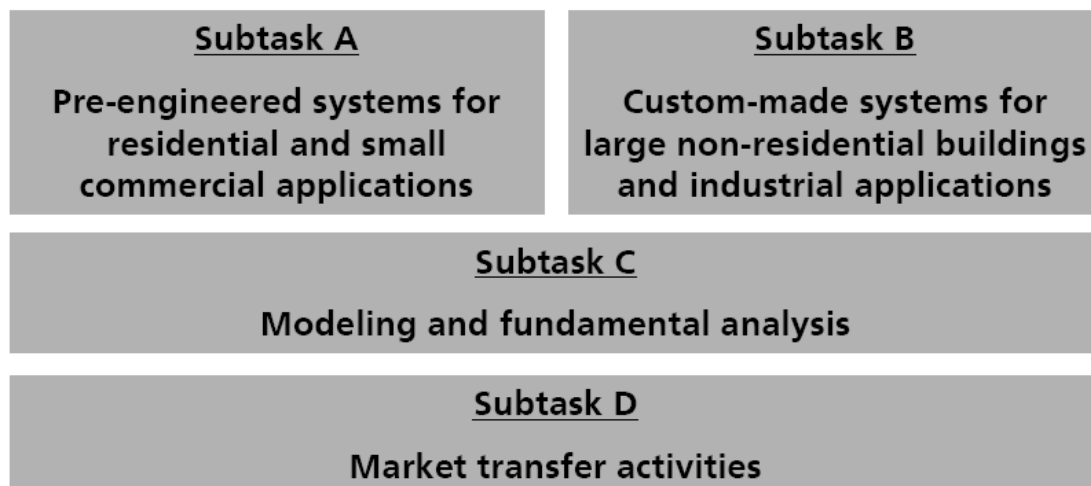 Subtask A
Pre-engineered systems for
residential and small
commercial applications
Subtask B
Custom-made systems for
large non-residential buildings
and industrial applications
Subtask C
Modeling and fundamental analysis
Subtask D
Market transfer activities